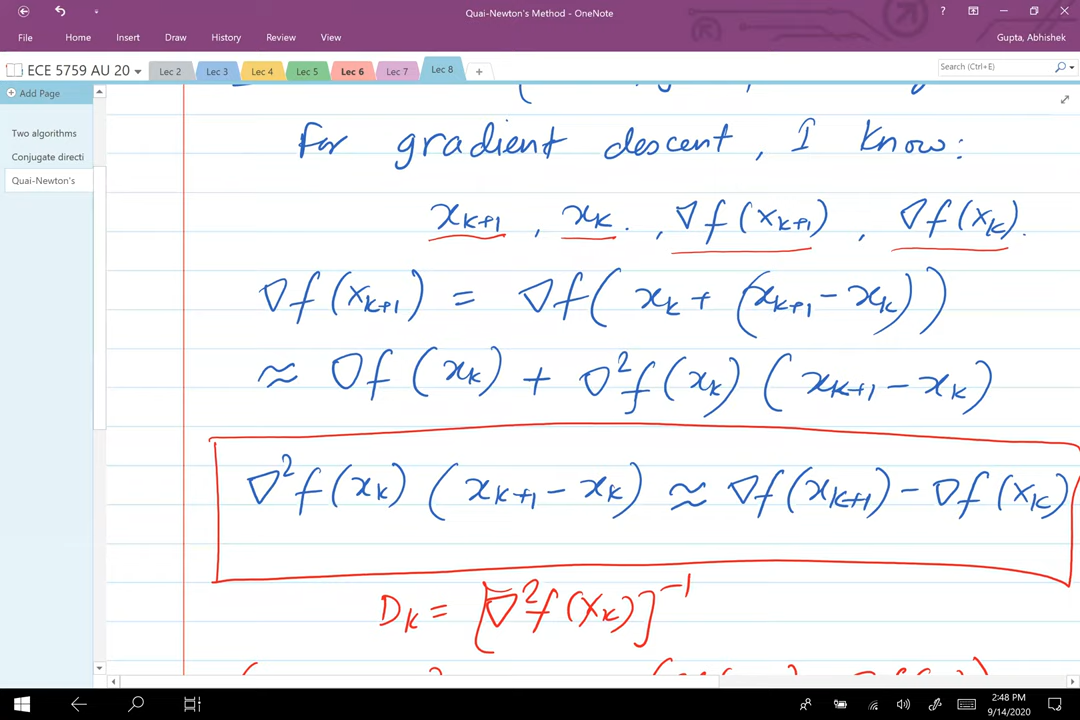 Quai-Newton's Method - OneNote
File Home Insert Draw History Review View
Gupta, Abhishek
ECE 5759 AU 20
Lec 2 Lec 3 Lec 4 Lec 5 Lec 6 Lec 7 Lec 8
Search (Ctrl+E)
Add Page
Two algorithms
Conjugate directi
Quai-Newton's
For gradient descent, I know:
x_{k+1}, x_k., ∇f(x_{k+1}), ∇f(x_k).
∇f(x_{k+1}) = ∇f(x_k + (x_{k+1} - x_k))
≈ ∇f(x_k) + ∇²f(x_k)(x_{k+1} - x_k)
∇²f(x_k)(x_{k+1} - x_k) ≈ ∇f(x_{k+1}) - ∇f(x_k)
D_k = [∇²f(x_k)]⁻¹
2:48 PM
9/14/2020